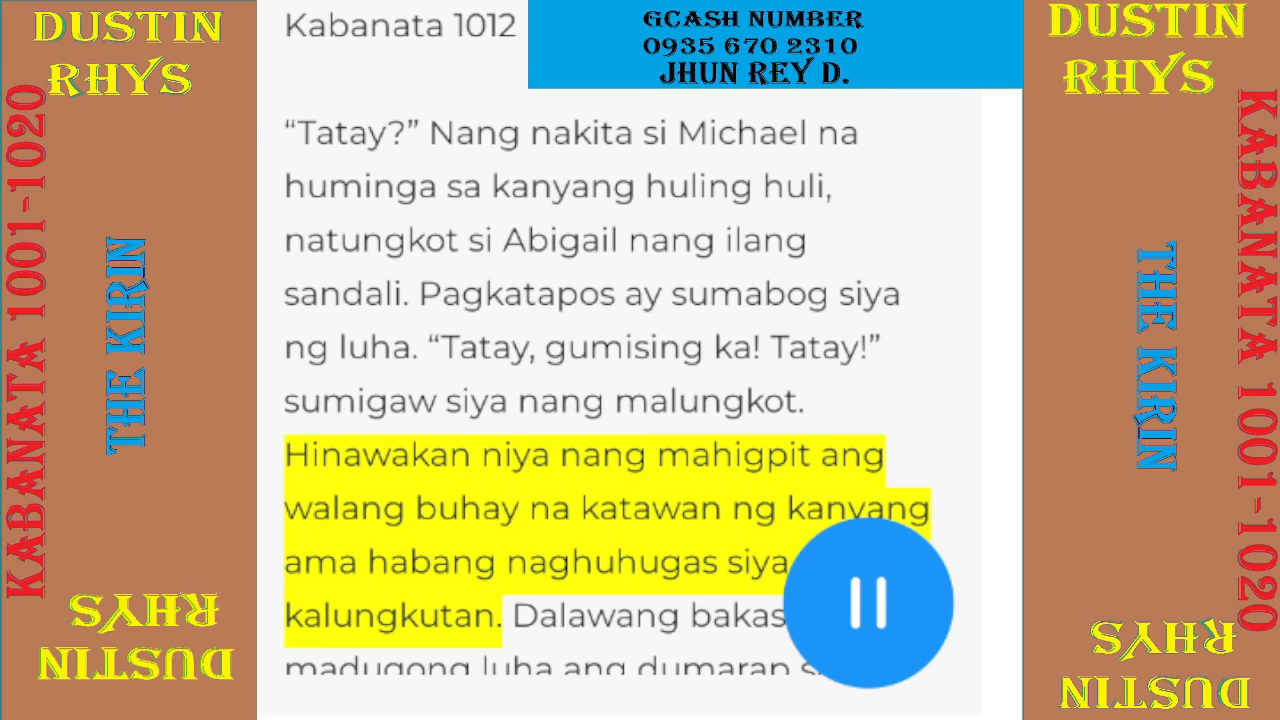 DUSTIN
RHYS
KABANATA 1001-1020
THE KIRIN
DUSTIN
RHYS
Kabanata 1012
GCASH NUMBER
0935 670 2310
JHUN REY D.
“Tatay?” Nang nakita si Michael na
huminga sa kanyang huling huli,
natungkot si Abigail nang ilang
sandali. Pagkatapos ay sumabog siya
ng luha. “Tatay, gumising ka! Tatay!”
sumigaw siya nang malungkot.
Hinawakan niya nang mahigpit ang
walang buhay na katawan ng kanyang
ama habang naghuhugas siya
kalungkutan. Dalawang bakas
madugong luha ang dumarap
DUSTIN
RHYS
KABANATA 1001-1020
THE KIRIN
DUSTIN
RHYS